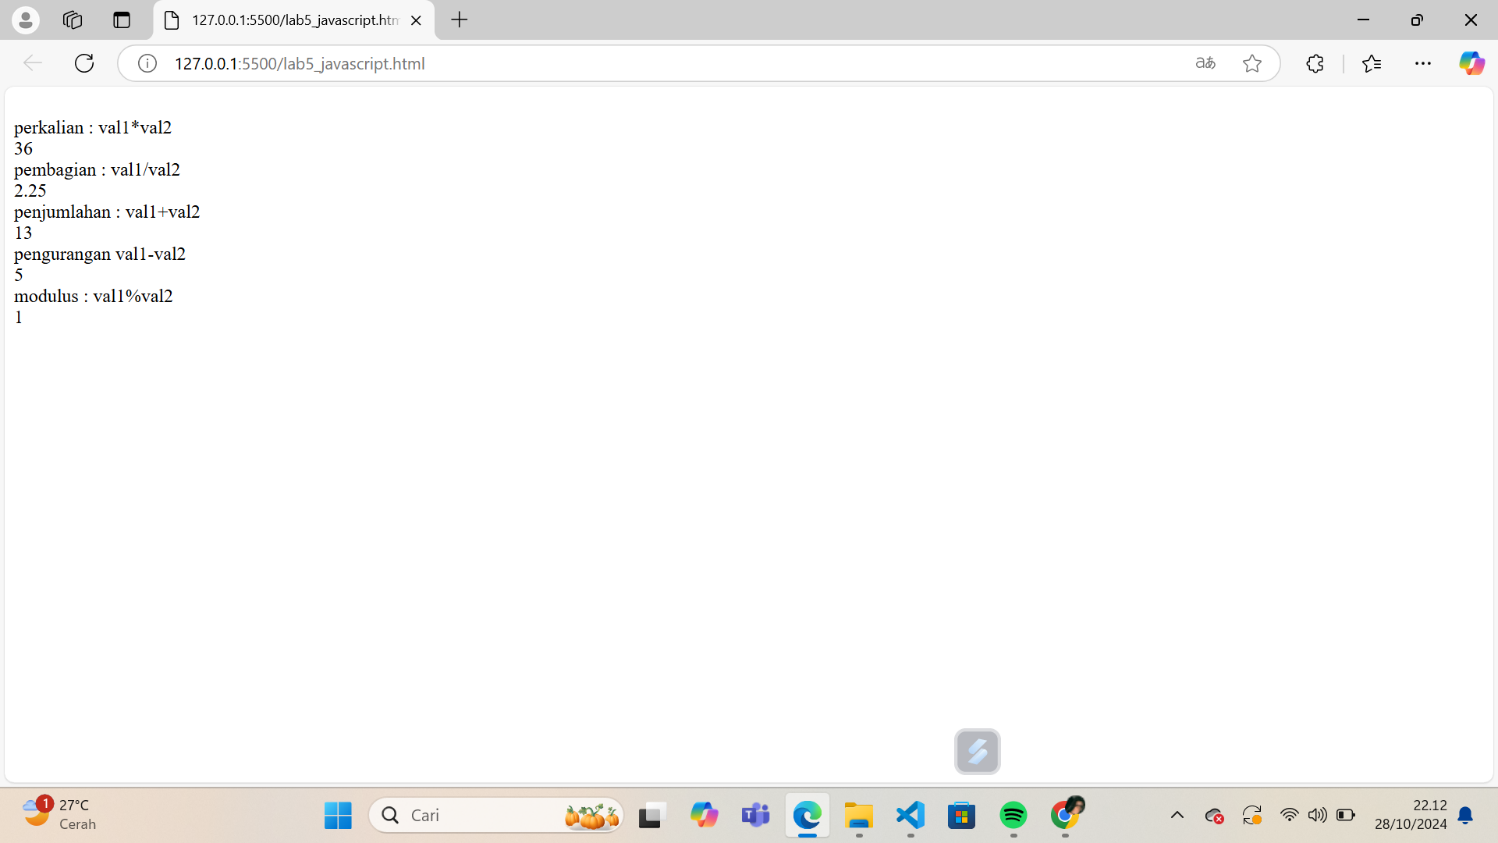 127.0.0.1:5500/lab5_javascript.htm
127.0.0.1:5500/lab5_javascript.html
perkalian : val1*val2
36
pembagian : val1/val2
2.25
penjumlahan : val1+val2
13
pengurangan val1-val2
5
modulus : val1%val2
1
1
27°C
Cerah
Cari
22.12
28/10/2024